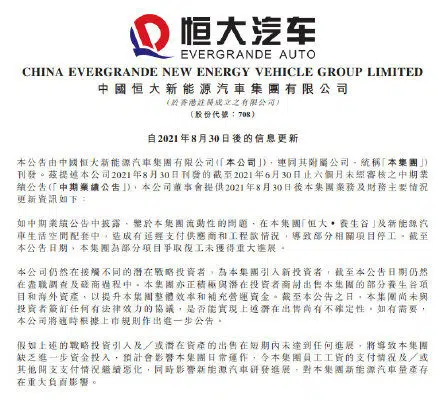 恒大汽车
EVERGRANDE AUTO
CHINA EVERGRANDE NEW ENERGY VEHICLE GROUP LIMITED
中國恒大新能源汽車集團有限公司
(於香港註冊成立之有限公司)
(股份代號：708)
自2021年8月30日後的信息更新
本公告由中國恒大新能源汽車集團有限公司(「本公司」，連同其附屬公司，統稱「本集團」)
刊發。茲提述本公司2021年8月30日刊發的截至2021年6月30日止六個月未經審核之中期業
績公告(「中期業績公告」)。本公司董事會提供2021年8月30日後本集團業務及財務主要情況
更新資訊如下：
如中期業績公告中披露，鑒於本集團流動性的問題，在本集團「恒大•養生谷」及新能源汽
車生活空間配套中，造成有延遲支付供應商和工程款情況，導致部分相關項目停工。截至
本公告日期，本集團為部分項目爭取復工未獲得重大進展。
本公司仍然在接觸不同的潛在戰略投資者，為本集團引入新投資者，截至本公告日期仍然
在盡職調查及磋商過程中。本集團亦正積極與潛在投資者商討出售本集團的部分養生谷項
目和海外資產，以提升本集團整體效率和補充營運資金。截至本公告之日，本集團尚未與
投資者簽訂任何有法律效力的協議，是否能實現上述潛在出售尚有不確定性。如有需要，
本公司將適時根據上市規則作出進一步公告。
假如上述的戰略投資引入及／或潛在資產的出售在短期內未達到任何進展，將導致本集團
缺乏進一步資金投入，預計會影響本集團日常運作，令本集團員工工資的支付情況及／或
其他開支支付情況繼續惡化，同時影響新能源汽車研發進展，對本集團新能源汽車量產存
在重大負面影響。